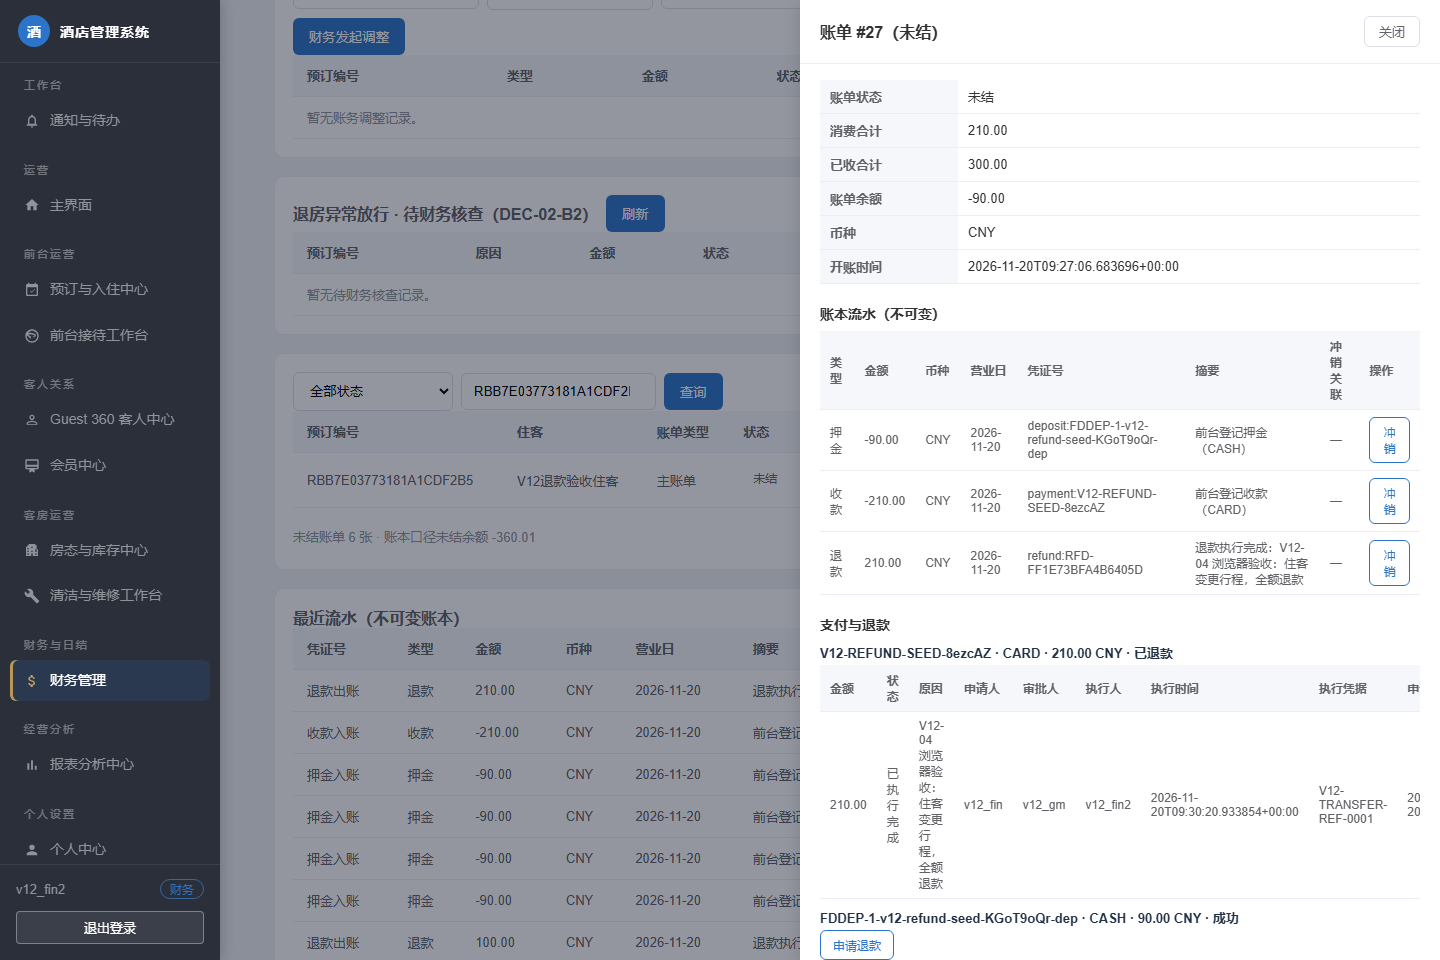 酒 酒店管理系统
工作台
通知与待办
运营
主界面
前台运营
预订与入住中心
前台接待工作台
客人关系
Guest 360 客人中心
会员中心
客房运营
房态与库存中心
清洁与维修工作台
财务与日结
$ 财务管理
经营分析
报表分析中心
个人设置
个人中心
v12_fin2 财务
退出登录
财务发起调整
预订编号 类型 金额 状态
暂无账务调整记录。
退房异常放行 · 待财务核查（DEC-02-B2） 刷新
预订编号 原因 金额 状态
暂无待财务核查记录。
全部状态 RBB7E03773181A1CDF2 查询
预订编号 住客 账单类型 状态
RBB7E03773181A1CDF2B5 V12退款验收住客 主账单 未结
未结账单 6 张 · 账本口径未结余额 -360.01
最近流水（不可变账本）
凭证号 类型 金额 币种 营业日 摘要
退款出账 退款 210.00 CNY 2026-11-20 退款执行
收款入账 收款 -210.00 CNY 2026-11-20 前台登记
押金入账 押金 -90.00 CNY 2026-11-20 前台登记
押金入账 押金 -90.00 CNY 2026-11-20 前台登记
押金入账 押金 -90.00 CNY 2026-11-20 前台登记
押金入账 押金 -90.00 CNY 2026-11-20 前台登记
退款出账 退款 100.00 CNY 2026-11-20 退款执行
账单 #27（未结） 关闭
账单状态 未结
消费合计 210.00
已收合计 300.00
账单余额 -90.00
币种 CNY
开账时间 2026-11-20T09:27:06.683696+00:00
账本流水（不可变）
类型 金额 币种 营业日 凭证号 摘要 冲销关联 操作
押金 -90.00 CNY 2026-11-20 deposit:FDDEP-1-v12-refund-seed-KGoT9oQr-dep 前台登记押金（CASH） — 冲销
收款 -210.00 CNY 2026-11-20 payment:V12-REFUND-SEED-8ezcAZ 前台登记收款（CARD） — 冲销
退款 210.00 CNY 2026-11-20 refund:RFD-FF1E73BFA4B6405D 退款执行完成：V12-04 浏览器验收：住客变更行程，全额退款 — 冲销
支付与退款
V12-REFUND-SEED-8ezcAZ · CARD · 210.00 CNY · 已退款
金额 状态 原因 申请人 审批人 执行人 执行时间 执行凭据 申
210.00 已执行完成 V12-04 浏览器验收：住客变更行程，全额退款 v12_fin v12_gm v12_fin2 2026-11-20T09:30:20.933854+00:00 V12-TRANSFER-REF-0001 20 20
FDDEP-1-v12-refund-seed-KGoT9oQr-dep · CASH · 90.00 CNY · 成功
申请退款